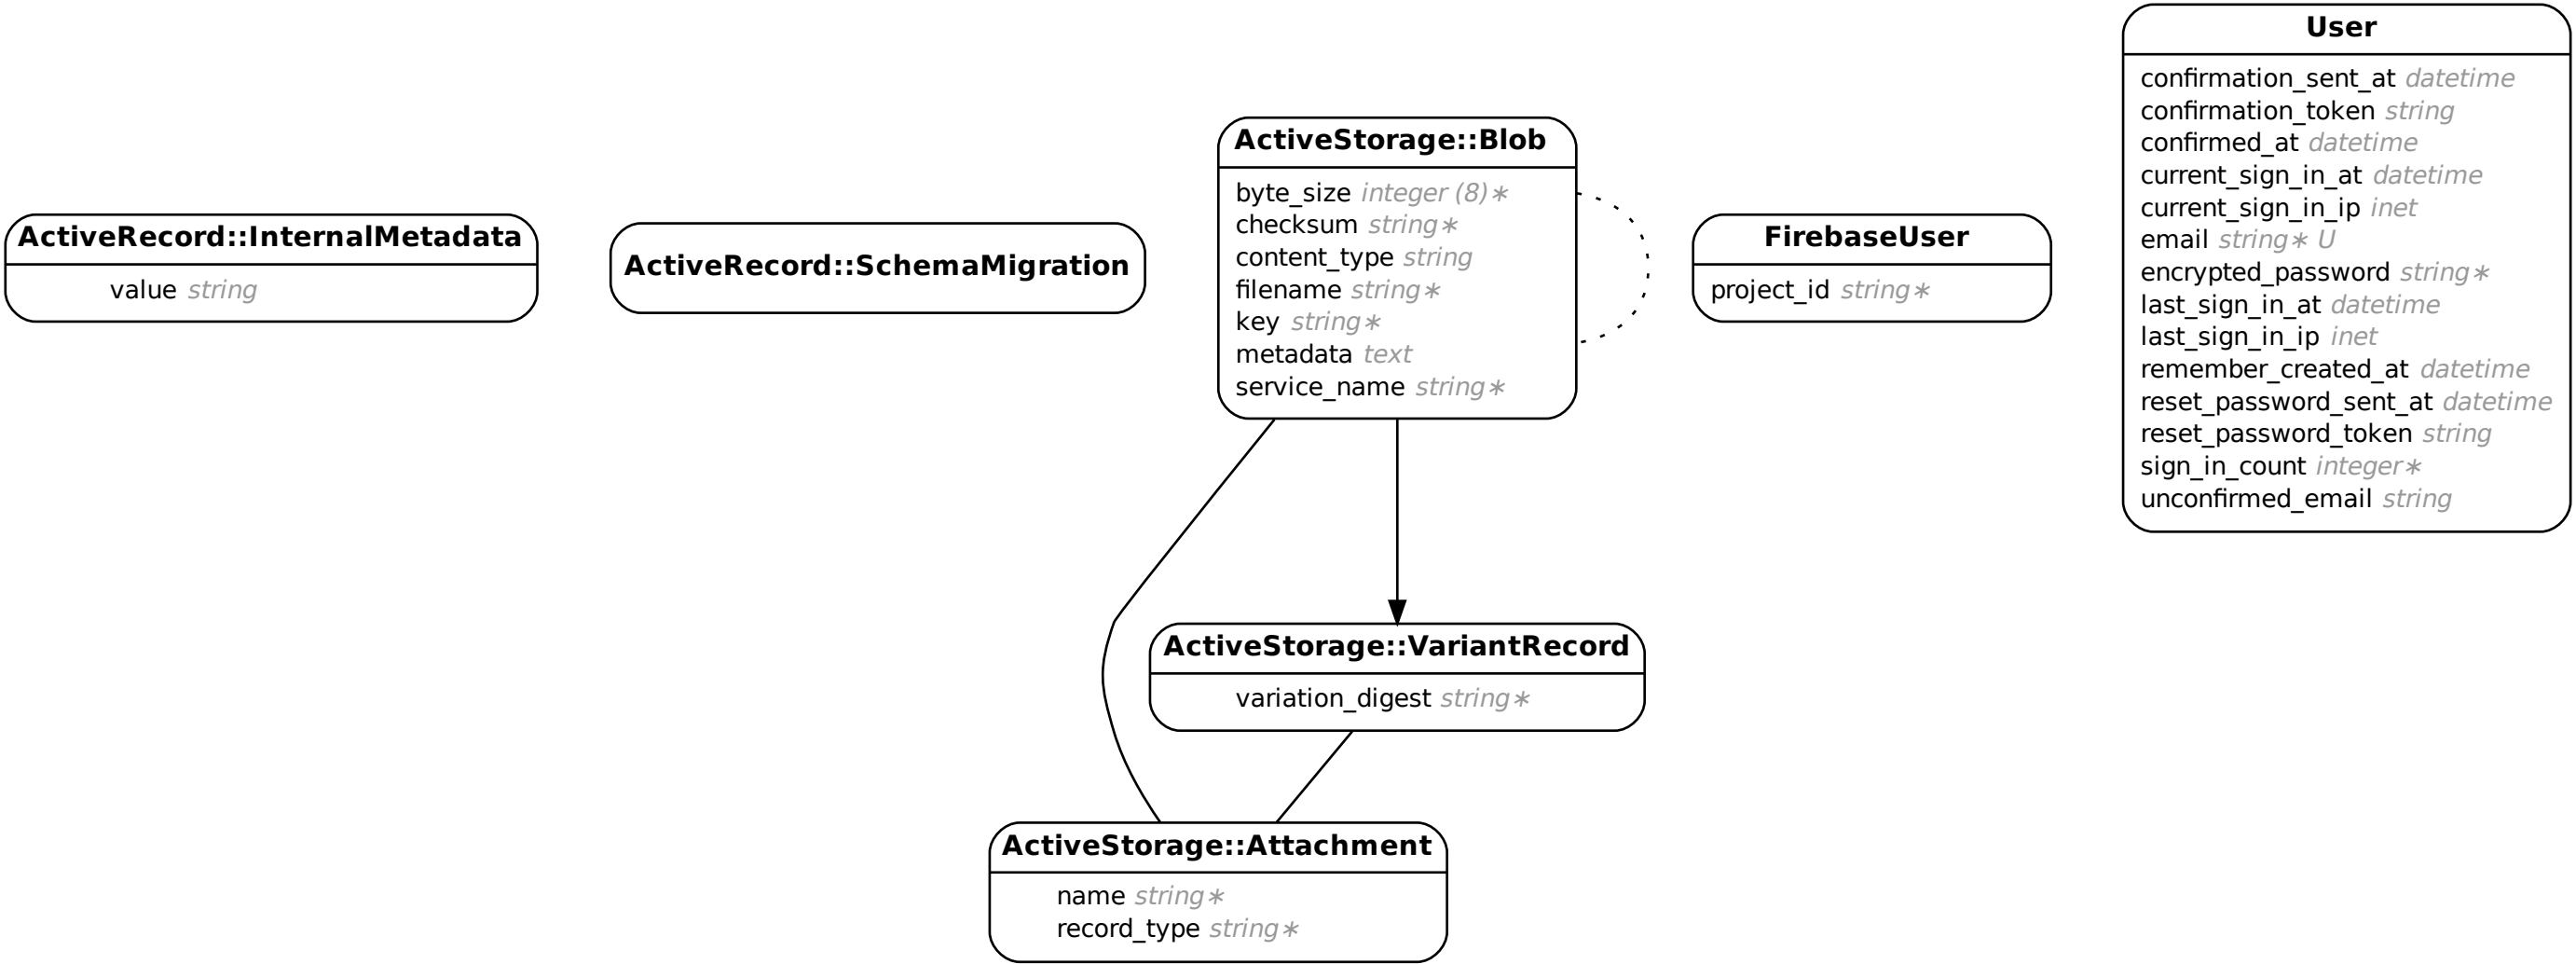 ActiveRecord::InternalMetadata
value string
ActiveRecord::SchemaMigration
ActiveStorage::Blob
byte_size integer (8)∗
checksum string∗
content_type string
filename string∗
key string∗
metadata text
service_name string∗
FirebaseUser
project_id string∗
User
confirmation_sent_at datetime
confirmation_token string
confirmed_at datetime
current_sign_in_at datetime
current_sign_in_ip inet
email string∗ U
encrypted_password string∗
last_sign_in_at datetime
last_sign_in_ip inet
remember_created_at datetime
reset_password_sent_at datetime
reset_password_token string
sign_in_count integer∗
unconfirmed_email string
ActiveStorage::VariantRecord
variation_digest string∗
ActiveStorage::Attachment
name string∗
record_type string∗